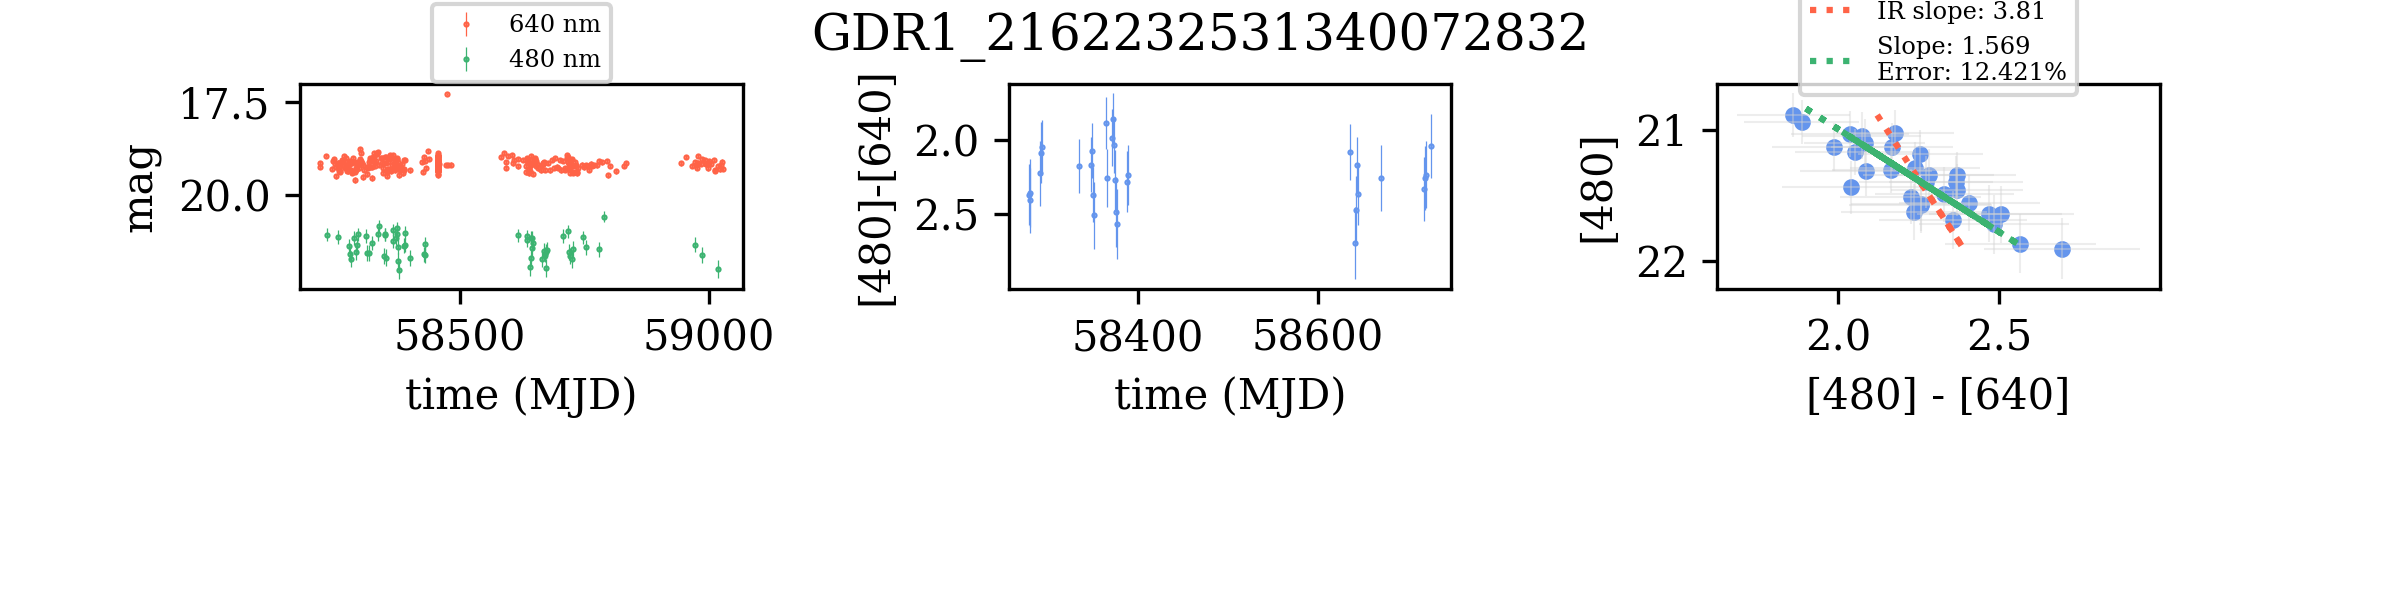 GDR1_2162232531340072832
640 nm
480 nm
mag
17.5
20.0
58500 59000
time (MJD)
[480]-[640]
2.0
2.5
58400 58600
time (MJD)
IR slope: 3.81
Slope: 1.569
Error: 12.421%
[480]
21
22
2.0 2.5
[480] - [640]